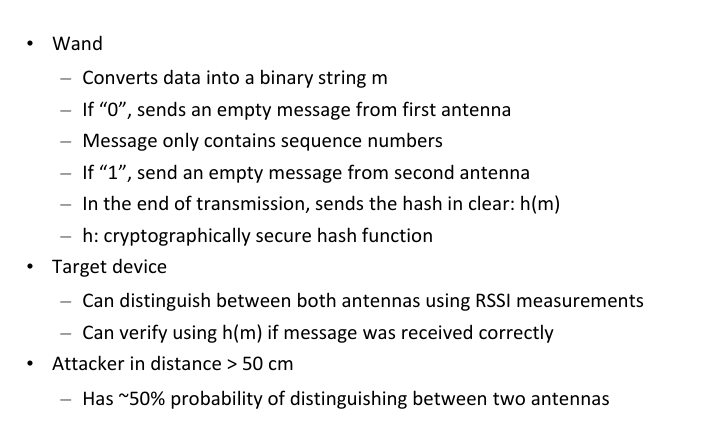 • Wand
– Converts data into a binary string m
– If “0”, sends an empty message from first antenna
– Message only contains sequence numbers
– If “1”, send an empty message from second antenna
– In the end of transmission, sends the hash in clear: h(m)
– h: cryptographically secure hash function
• Target device
– Can distinguish between both antennas using RSSI measurements
– Can verify using h(m) if message was received correctly
• Attacker in distance > 50 cm
– Has ~50% probability of distinguishing between two antennas